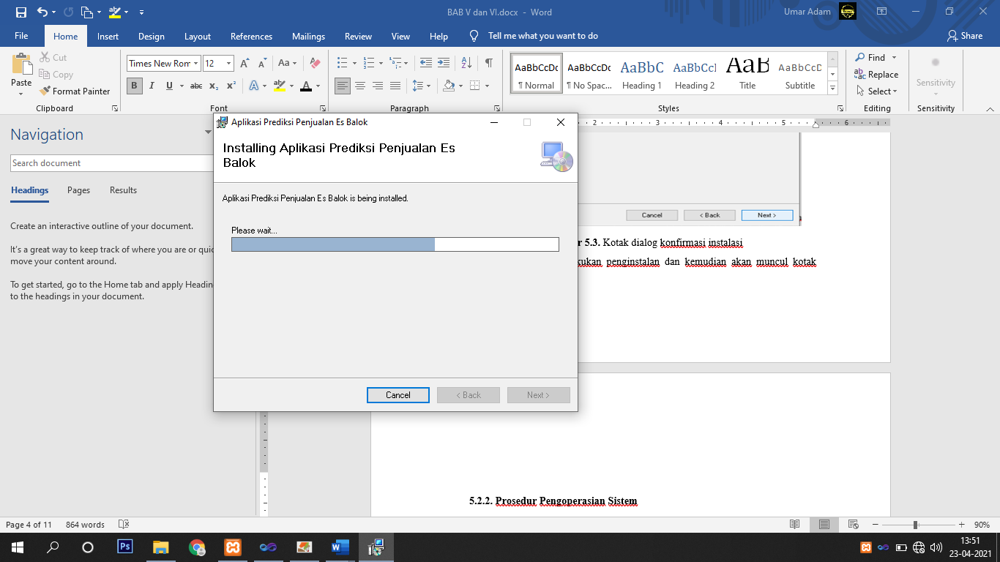 BAB V dan VI.docx - Word
Umar Adam
File Home Insert Design Layout References Mailings Review View Help Tell me what you want to do Share
Paste
Cut
Copy
Format Painter
Clipboard
Times New Rom 12
Font
Paragraph
AaBbCcDc AaBbCcDc AaBbC AaBbCcl AaB AaBbCcD
¶ Normal ¶ No Spac... Heading 1 Heading 2 Title Subtitle
Styles
Find
Replace
Select
Editing
Sensitivity
Sensitivity
Navigation
Search document
Headings Pages Results
Create an interactive outline of your document.
It's a great way to keep track of where you are or quic
move your content around.
To get started, go to the Home tab and apply Headin
to the headings in your document.
Aplikasi Prediksi Penjualan Es Balok
Installing Aplikasi Prediksi Penjualan Es
Balok
Aplikasi Prediksi Penjualan Es Balok is being installed.
Please wait...
Cancel < Back Next >
2 3 4 5 6
Cancel < Back Next >
r 5.3. Kotak dialog konfirmasi instalasi
kukan penginstalan dan kemudian akan muncul kotak
5.2.2. Prosedur Pengoperasian Sistem
Page 4 of 11 864 words
90%
Ps
13:51
23-04-2021